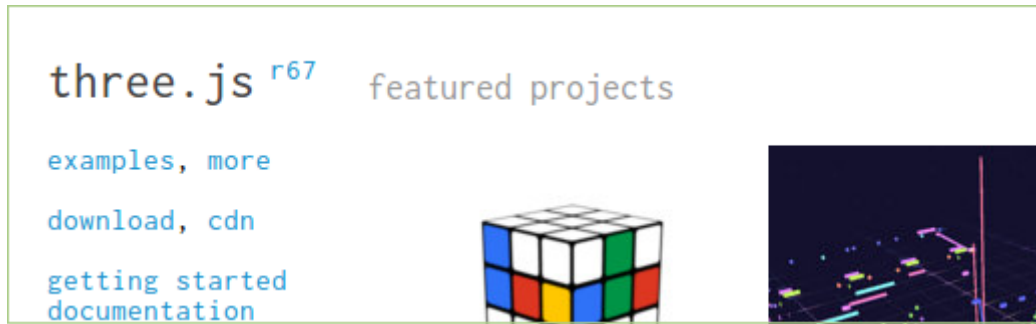 three.js r67
featured projects
examples, more
download, cdn
getting started
documentation